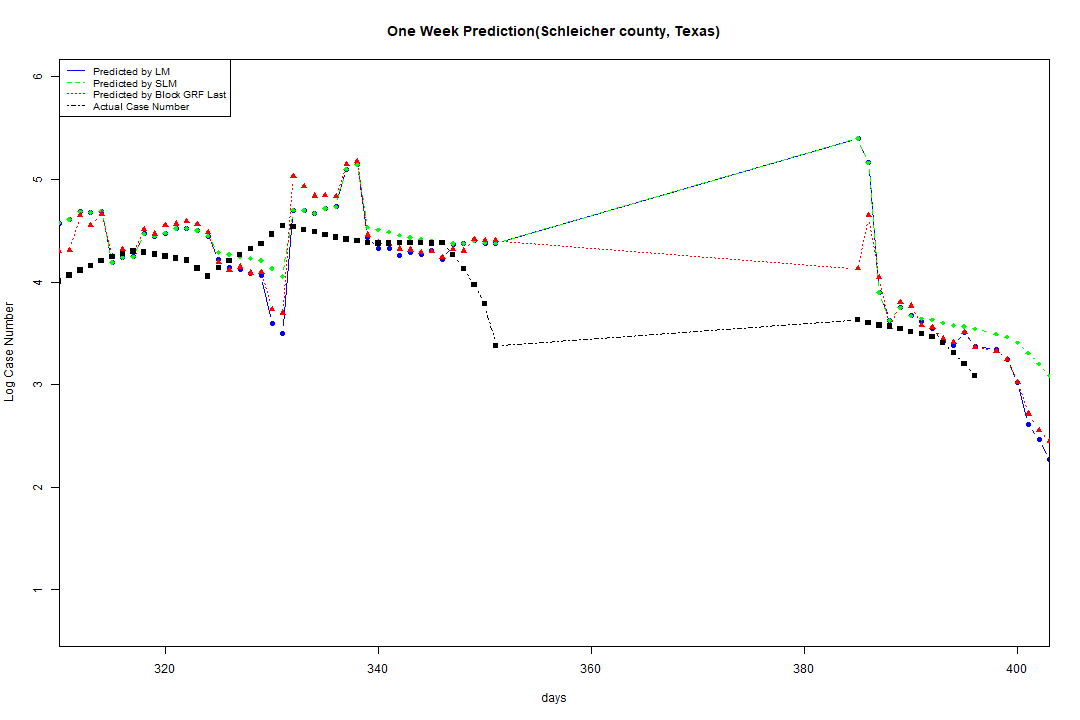 One Week Prediction(Schleicher county, Texas)
Predicted by LM
Predicted by SLM
Predicted by Block GRF Last
Actual Case Number
6
5
4
3
2
1
Log Case Number
320 340 360 380 400
days